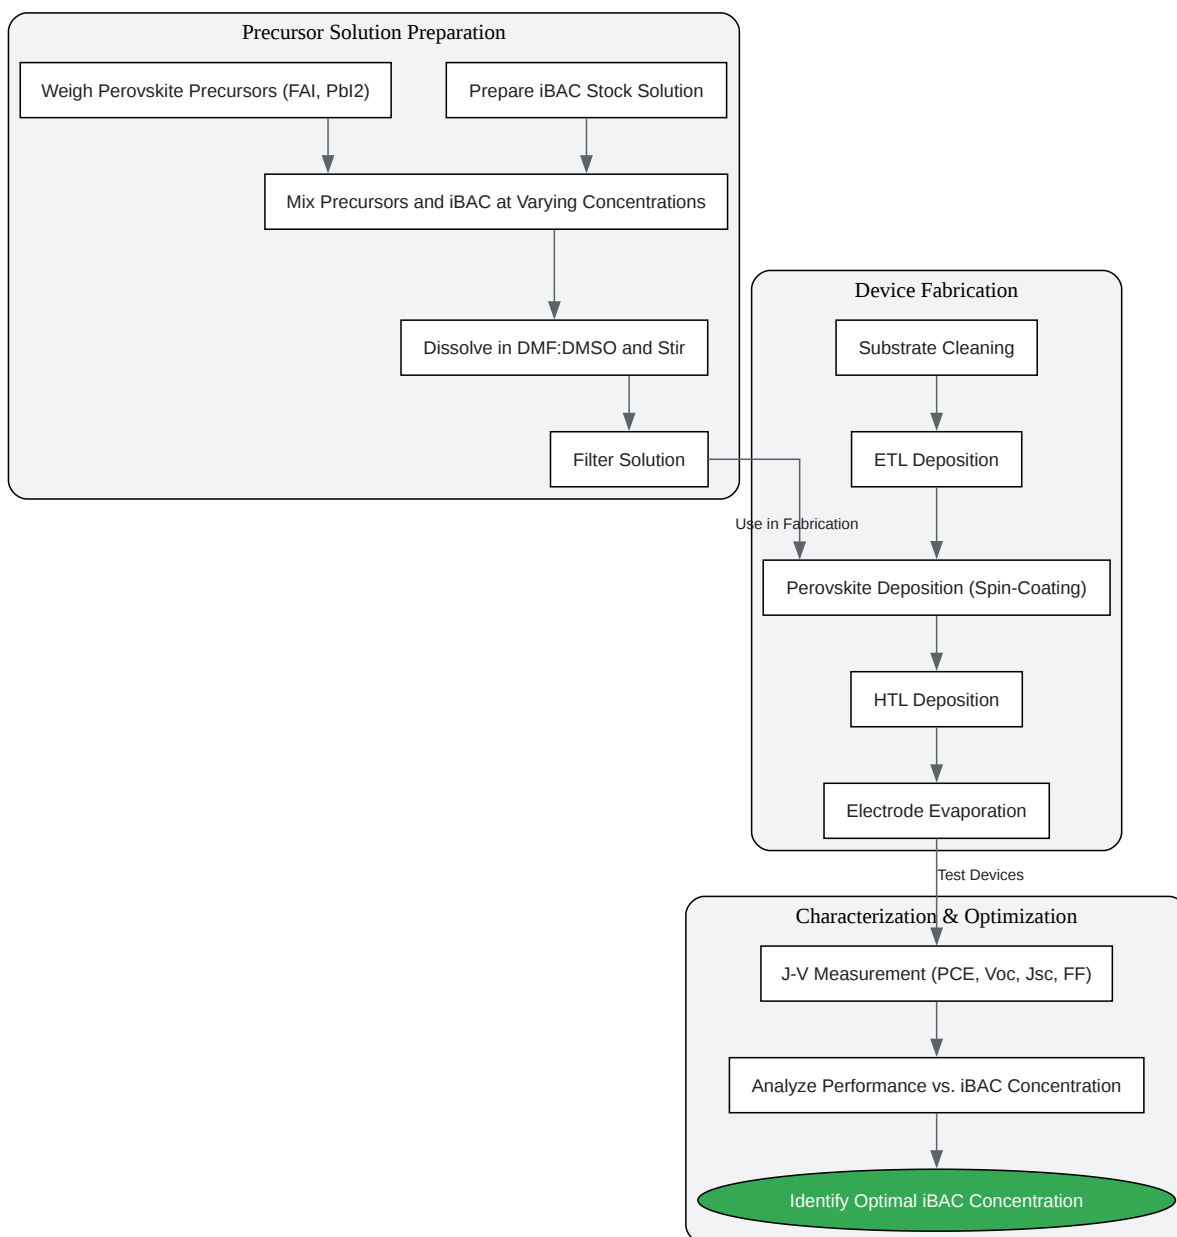 Precursor Solution Preparation
Weigh Perovskite Precursors (FAI, PbI2)
Prepare iBAC Stock Solution
Mix Precursors and iBAC at Varying Concentrations
Dissolve in DMF:DMSO and Stir
Filter Solution
Use in Fabrication
Device Fabrication
Substrate Cleaning
ETL Deposition
Perovskite Deposition (Spin-Coating)
HTL Deposition
Electrode Evaporation
Test Devices
Characterization & Optimization
J-V Measurement (PCE, Voc, Jsc, FF)
Analyze Performance vs. iBAC Concentration
Identify Optimal iBAC Concentration